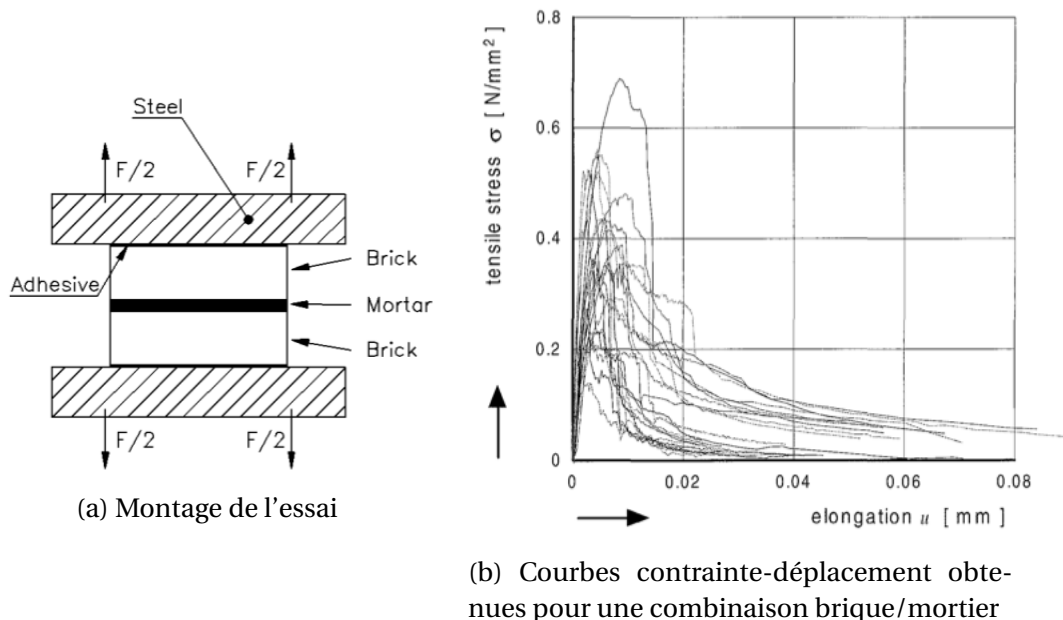 Steel
F/2
F/2
Adhesive
Brick
Mortar
Brick
F/2
F/2
(a) Montage de l'essai
tensile stress σ [ N/mm² ]
0.8
0.6
0.4
0.2
0
0
0.02
0.04
0.06
0.08
elongation u [ mm ]
(b) Courbes contrainte-déplacement obte-
nues pour une combinaison brique/mortier